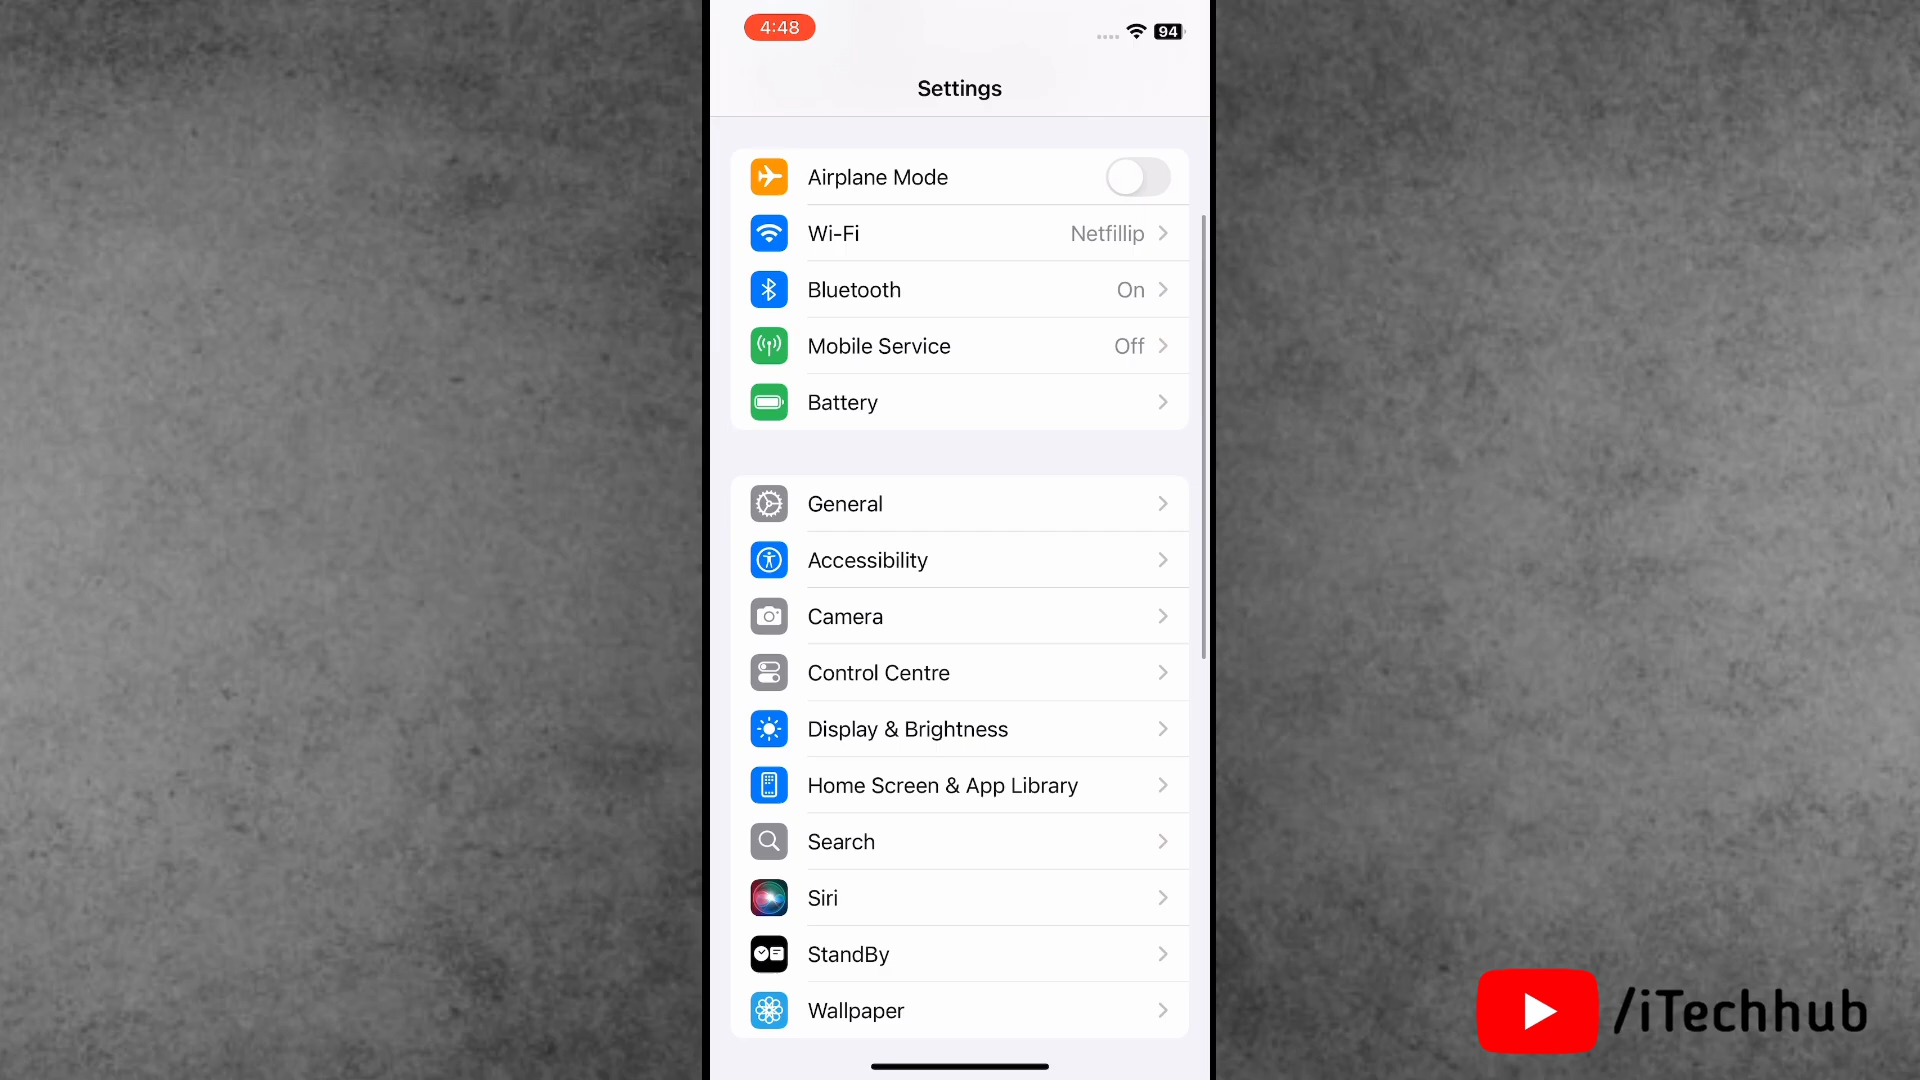 4:48
94
Settings
Airplane Mode
Wi-Fi Netfillip
Bluetooth On
Mobile Service Off
Battery
General
Accessibility
Camera
Control Centre
Display & Brightness
Home Screen & App Library
Search
Siri
StandBy
Wallpaper
/iTechhub